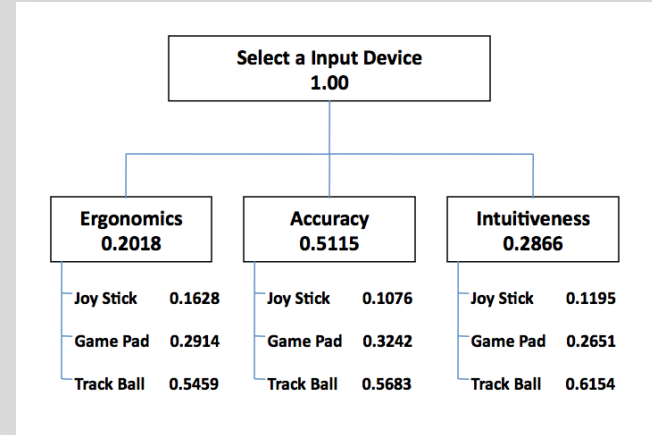 Select a Input Device
1.00
Ergonomics
0.2018
Joy Stick 0.1628
Game Pad 0.2914
Track Ball 0.5459
Accuracy
0.5115
Joy Stick 0.1076
Game Pad 0.3242
Track Ball 0.5683
Intuitiveness
0.2866
Joy Stick 0.1195
Game Pad 0.2651
Track Ball 0.6154